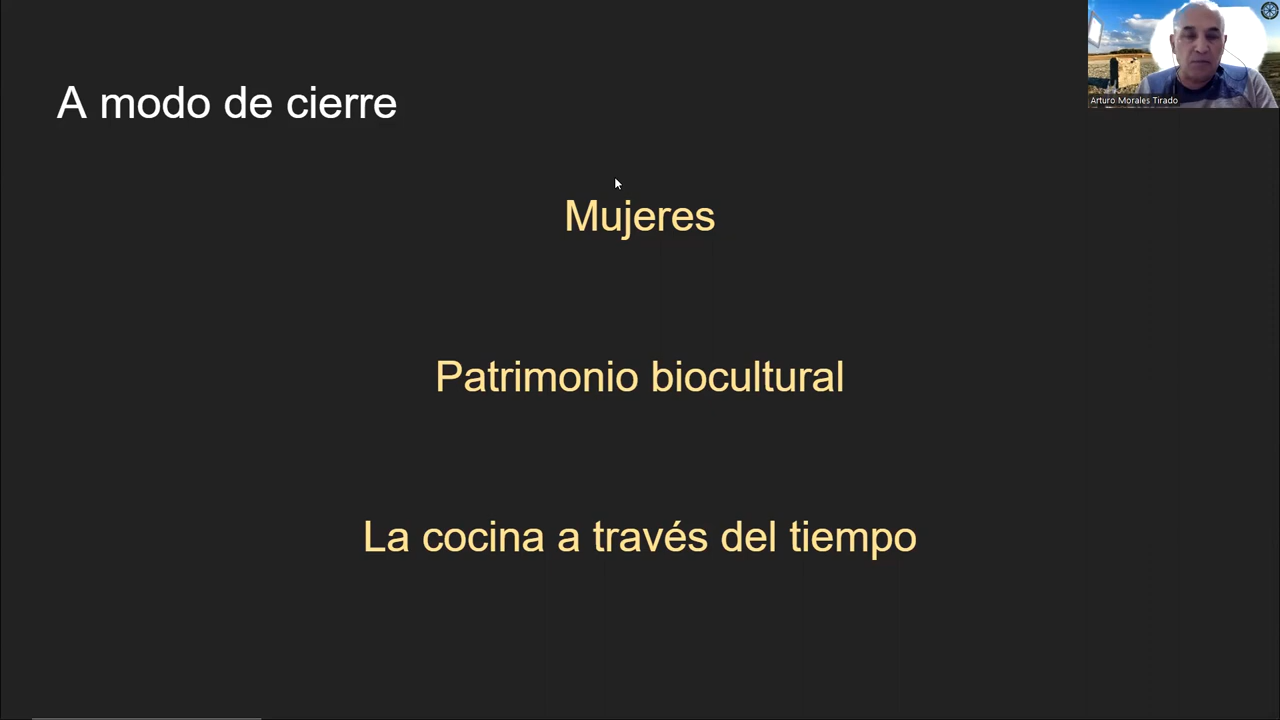 A modo de cierre
Arturo Morales Tirado
Mujeres
Patrimonio biocultural
La cocina a través del tiempo